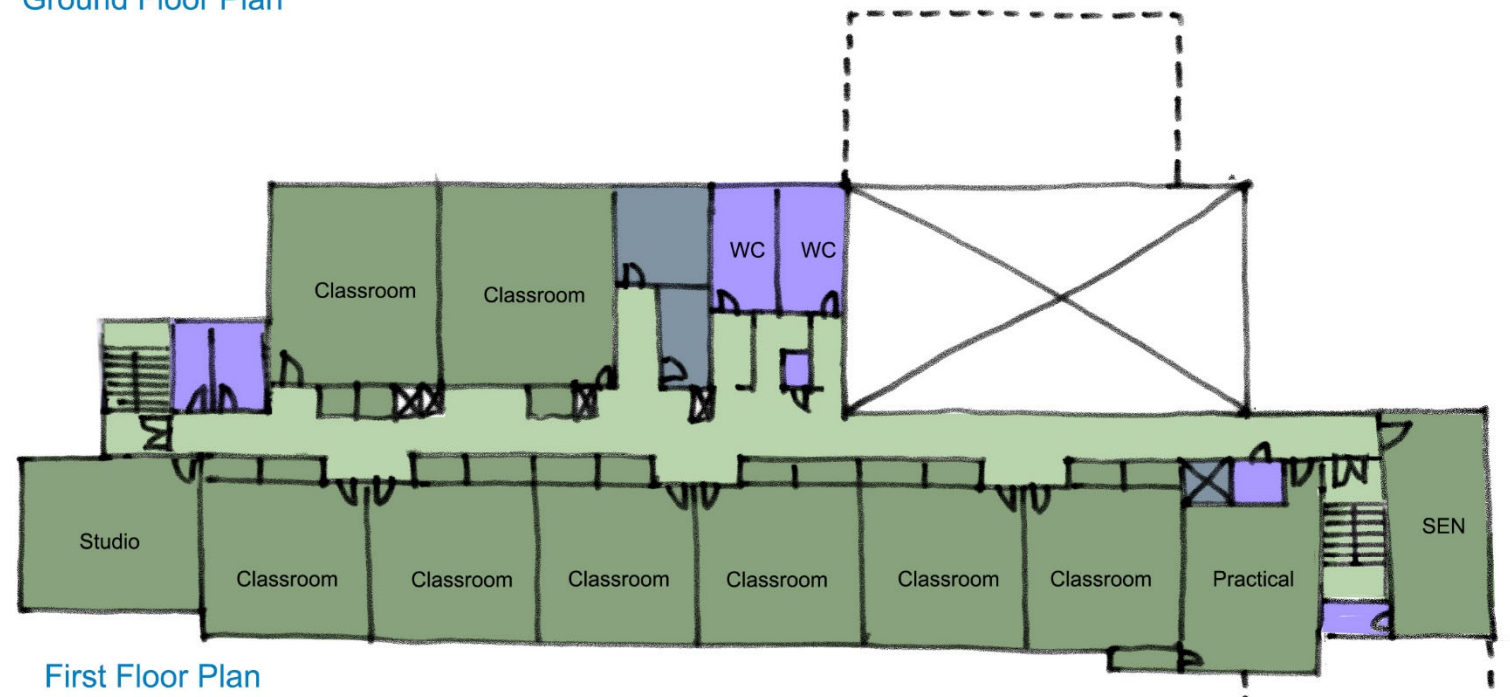 Ground Floor Plan
WC
WC
Classroom
Classroom
Studio
Classroom
Classroom
Classroom
Classroom
Classroom
Classroom
Practical
SEN
First Floor Plan